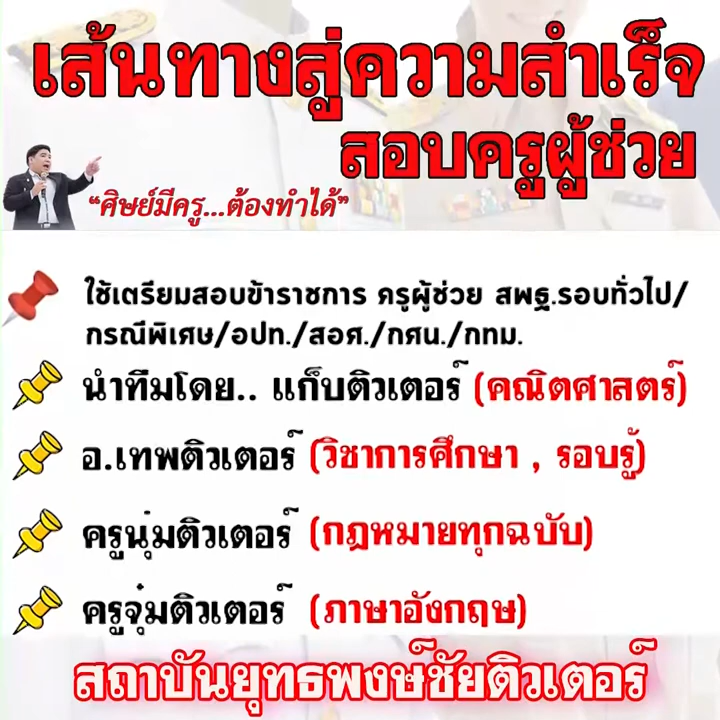 เส้นทางสู่ความสำเร็จ
สอบครูผู้ช่วย
“ศิษย์มีครู...ต้องทำได้”
ใช้เตรียมสอบข้าราชการ ครูผู้ช่วย สพฐ.รอบทั่วไป/
กรณีพิเศษ/อปท./สอศ./กศน./กทม.
นำทีมโดย.. แก๊บติวเตอร์ (คณิตศาสตร์)
อ.เทพติวเตอร์ (วิชาการศึกษา , รอบรู้)
ครูนุ่มติวเตอร์ (กฎหมายทุกฉบับ)
ครูจุ๋มติวเตอร์ (ภาษาอังกฤษ)
สถาบันยุทธพงษ์ชัยติวเตอร์